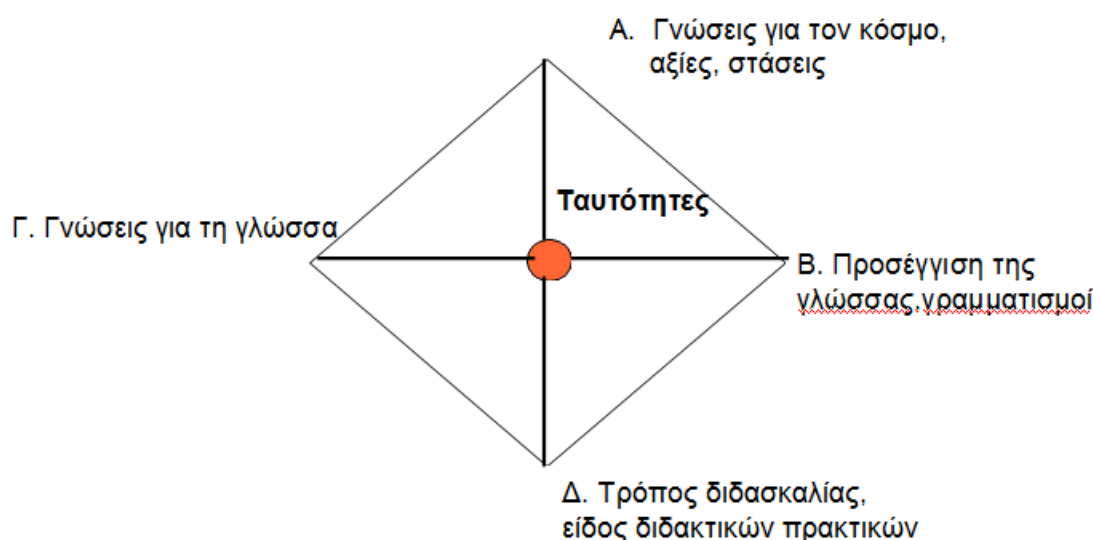 Α. Γνώσεις για τον κόσμο,
αξίες, στάσεις
Ταυτότητες
Γ. Γνώσεις για τη γλώσσα
Β. Προσέγγιση της
γλώσσας,γραμματισμοί
Δ. Τρόπος διδασκαλίας,
είδος διδακτικών πρακτικών